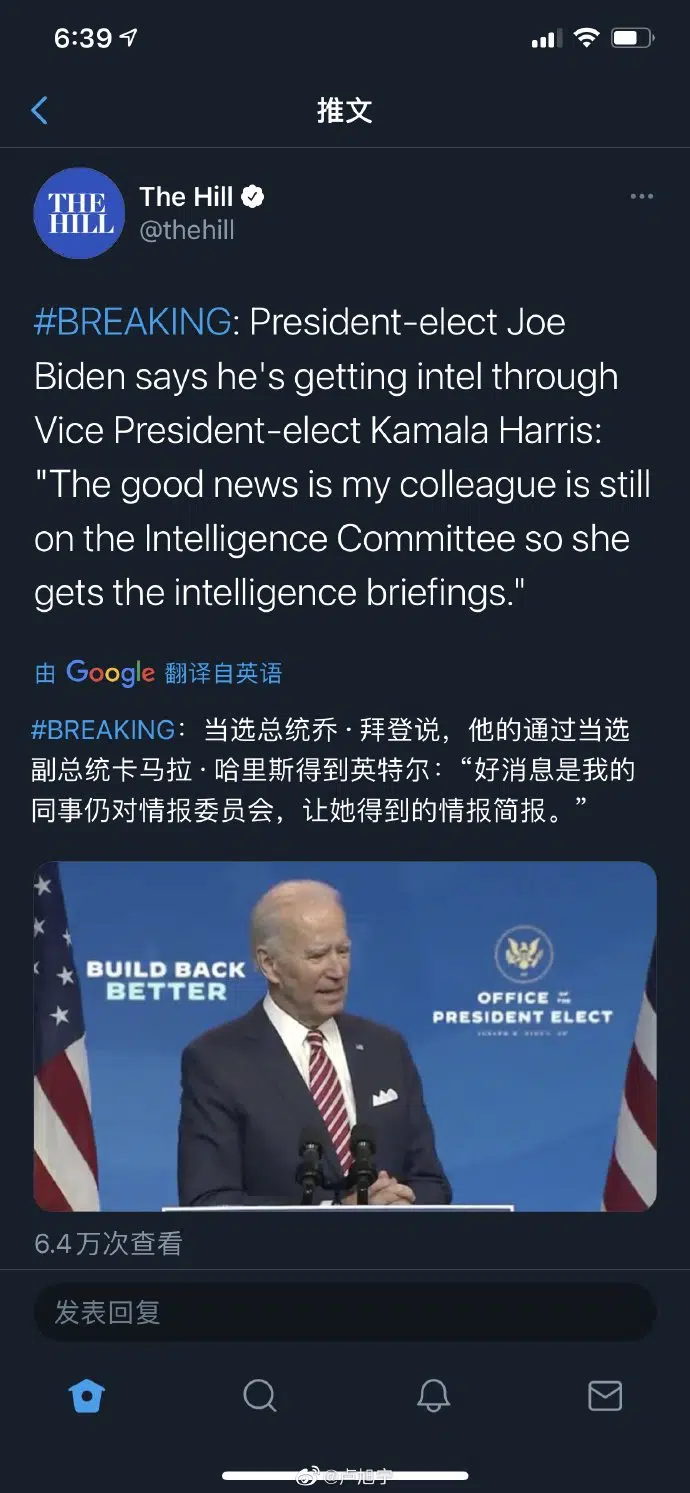 6:39
推文
THE
HILL
The Hill
@thehill
#BREAKING: President-elect Joe
Biden says he's getting intel through
Vice President-elect Kamala Harris:
"The good news is my colleague is still
on the Intelligence Committee so she
gets the intelligence briefings."
由 Google 翻译自英语
#BREAKING：当选总统乔·拜登说，他的通过当选
副总统卡马拉·哈里斯得到英特尔：“好消息是我的
同事仍对情报委员会，让她得到的情报简报。”
BUILD BACK
BETTER
OFFICE OF THE
PRESIDENT ELECT
6.4万次查看
发表回复
@卢旭宁